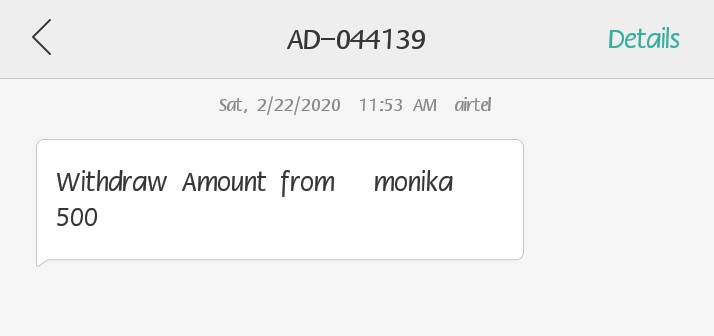 AD-044139 Details
Sat, 2/22/2020 11:53 AM airtel
Withdraw Amount from monika
500